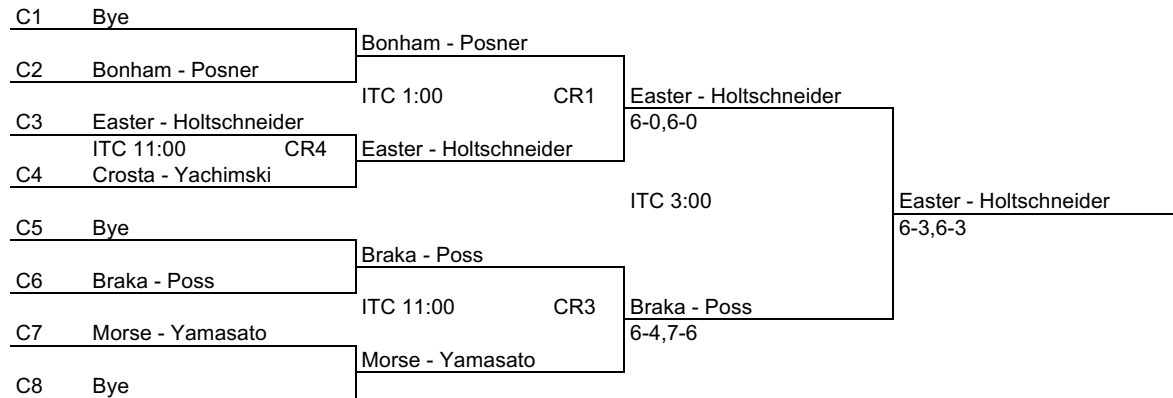 C1 Bye
Bonham - Posner
C2 Bonham - Posner
ITC 1:00 CR1 Easter - Holtschneider
C3 Easter - Holtschneider 6-0,6-0
ITC 11:00 CR4 Easter - Holtschneider
C4 Crosta - Yachimski
ITC 3:00 Easter - Holtschneider
C5 Bye 6-3,6-3
Braka - Poss
C6 Braka - Poss
ITC 11:00 CR3 Braka - Poss
C7 Morse - Yamasato 6-4,7-6
Morse - Yamasato
C8 Bye